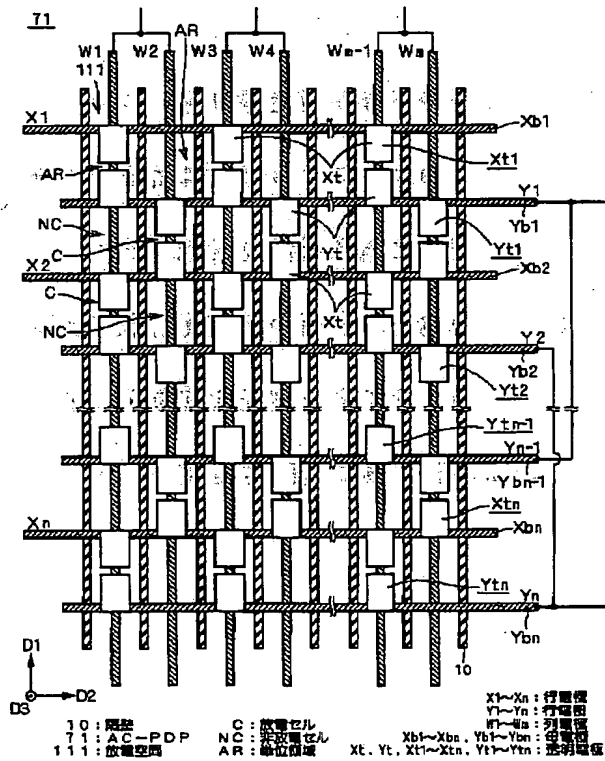 71
AR
W1 W2 W3 W4 Wm-1 Wm
111
X1 Xb1
AR Xt Xt1
Y1
NC Yb1
C Yt Yt1
X2 Xb2
C Xt
NC Y2
Yb2
Yt2
Ytn-1
Yn-1
Ybn-1
Xtn
Xn Xbn
Ytn
Yn
Ybn
10
D1
D3 D2
X1~Xn:行電極
Y1~Yn:行電極
10:隔壁 C:放電セル W1~Wm:列電極
71:AC-PDP NC:非放電セル Xb1~Xbn, Yb1~Ybn:母電極
111:放電空間 AR:単位領域 Xt, Yt, Xt1~Xtn, Yt1~Ytn:透明電極